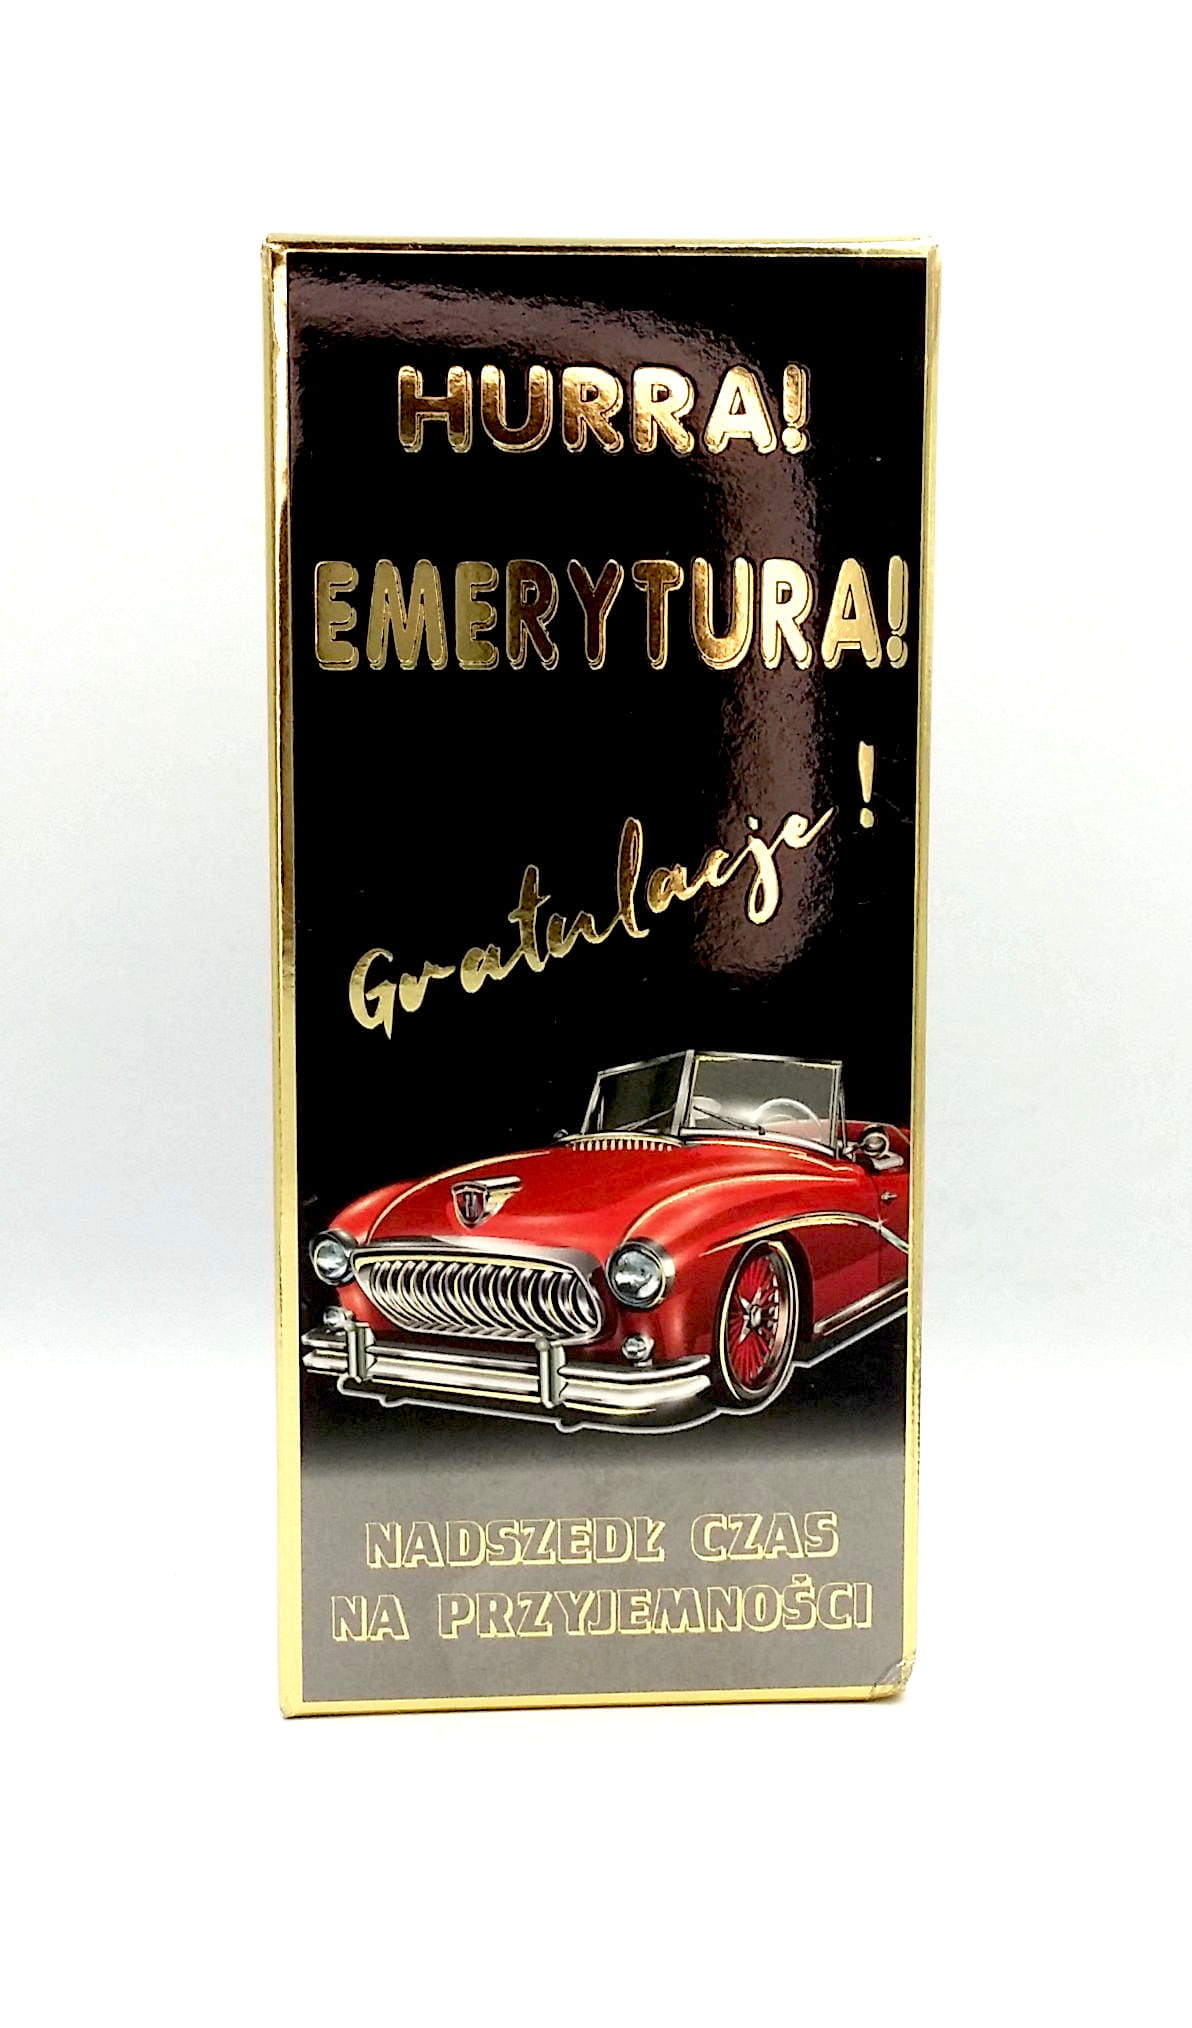 HURRA!
EMERYTURA!
Gratulacje!
NADSZEDŁ CZAS
NA PRZYJEMNOŚCI